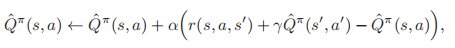 Q̂^π(s, a) ← Q̂^π(s, a) + α(r(s, a, s′) + γQ̂^π(s′, a′) − Q̂^π(s, a)),